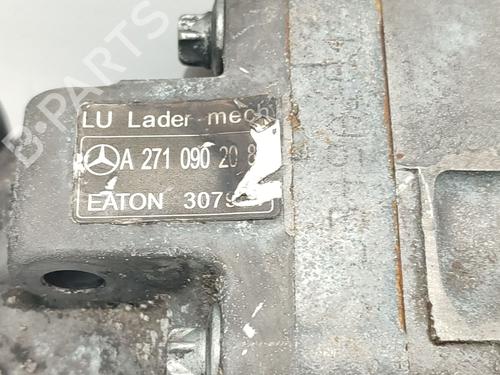 B-PARTS
LU Lader mech
A 271 090 20 8
EATON 307